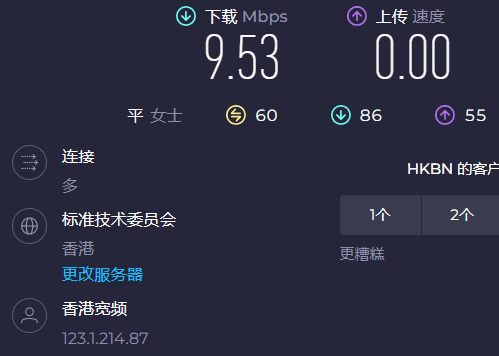 下载 Mbps
上传 速度
9.53
0.00
平 女士 60 86 55
连接
多
HKBN 的客户
标准技术委员会
香港
更改服务器
1个 2个
更糟糕
香港宽频
123.1.214.87